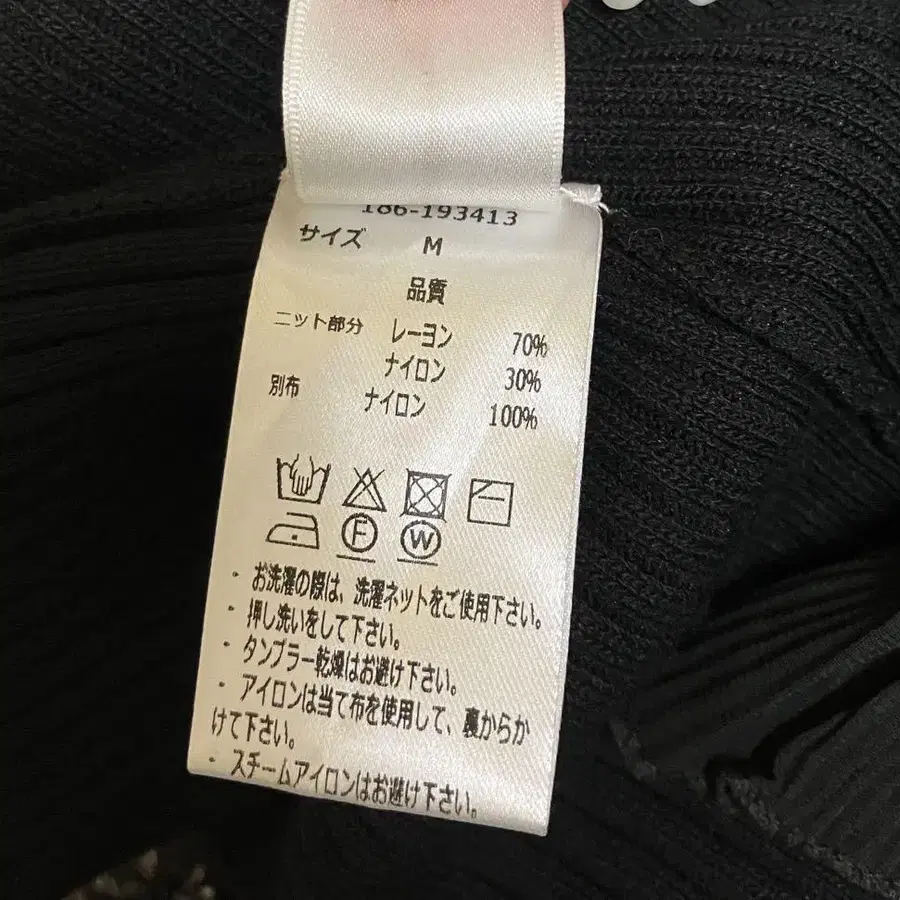 186-193413
サイズ M
品質
ニット部分 レーヨン 70%
ナイロン 30%
別布 ナイロン 100%
F W
・お洗濯の際は、洗濯ネットをご使用下さい。
・押し洗いをして下さい。
・タンブラー乾燥はお避け下さい。
・アイロンは当て布を使用して、裏からか
けて下さい。
・スチームアイロンはお避け下さい。